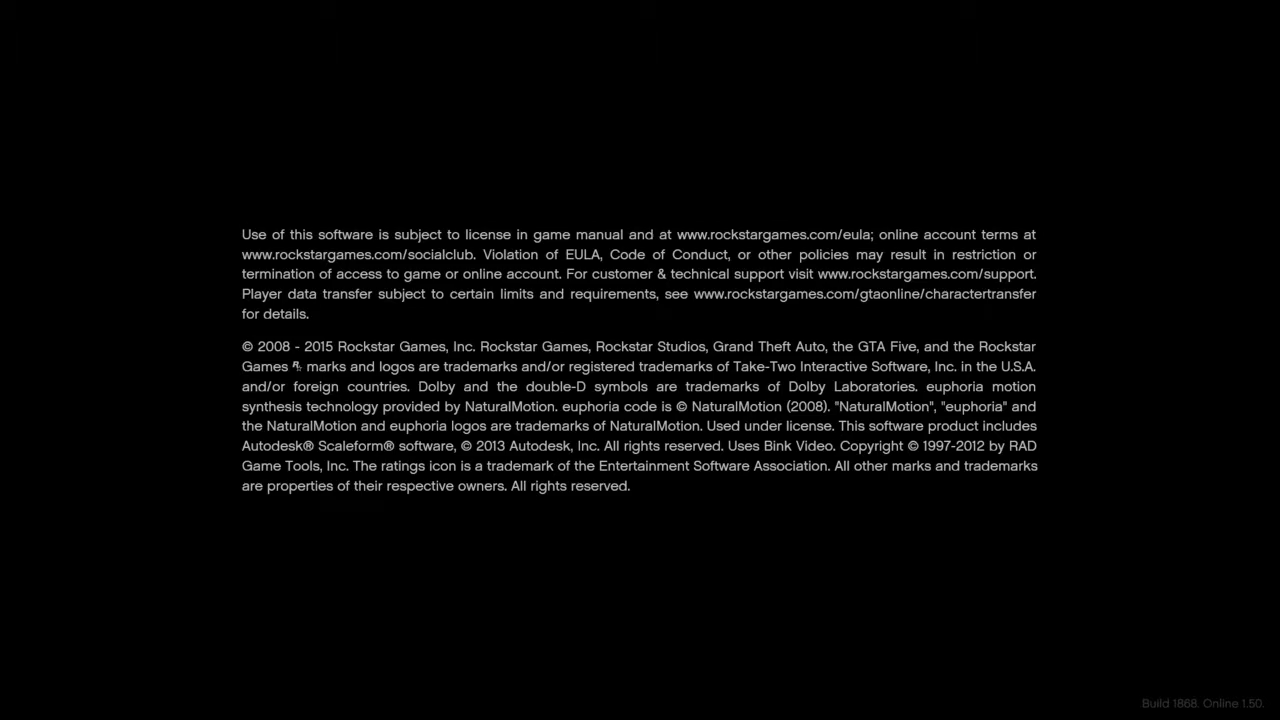 Use of this software is subject to license in game manual and at www.rockstargames.com/eula; online account terms at
www.rockstargames.com/socialclub. Violation of EULA, Code of Conduct, or other policies may result in restriction or
termination of access to game or online account. For customer & technical support visit www.rockstargames.com/support.
Player data transfer subject to certain limits and requirements, see www.rockstargames.com/gtaonline/charactertransfer
for details.
© 2008 - 2015 Rockstar Games, Inc. Rockstar Games, Rockstar Studios, Grand Theft Auto, the GTA Five, and the Rockstar
Games R* marks and logos are trademarks and/or registered trademarks of Take-Two Interactive Software, Inc. in the U.S.A.
and/or foreign countries. Dolby and the double-D symbols are trademarks of Dolby Laboratories. euphoria motion
synthesis technology provided by NaturalMotion. euphoria code is © NaturalMotion (2008). "NaturalMotion", "euphoria" and
the NaturalMotion and euphoria logos are trademarks of NaturalMotion. Used under license. This software product includes
Autodesk® Scaleform® software, © 2013 Autodesk, Inc. All rights reserved. Uses Bink Video. Copyright © 1997-2012 by RAD
Game Tools, Inc. The ratings icon is a trademark of the Entertainment Software Association. All other marks and trademarks
are properties of their respective owners. All rights reserved.
Build 1868. Online 1.50.